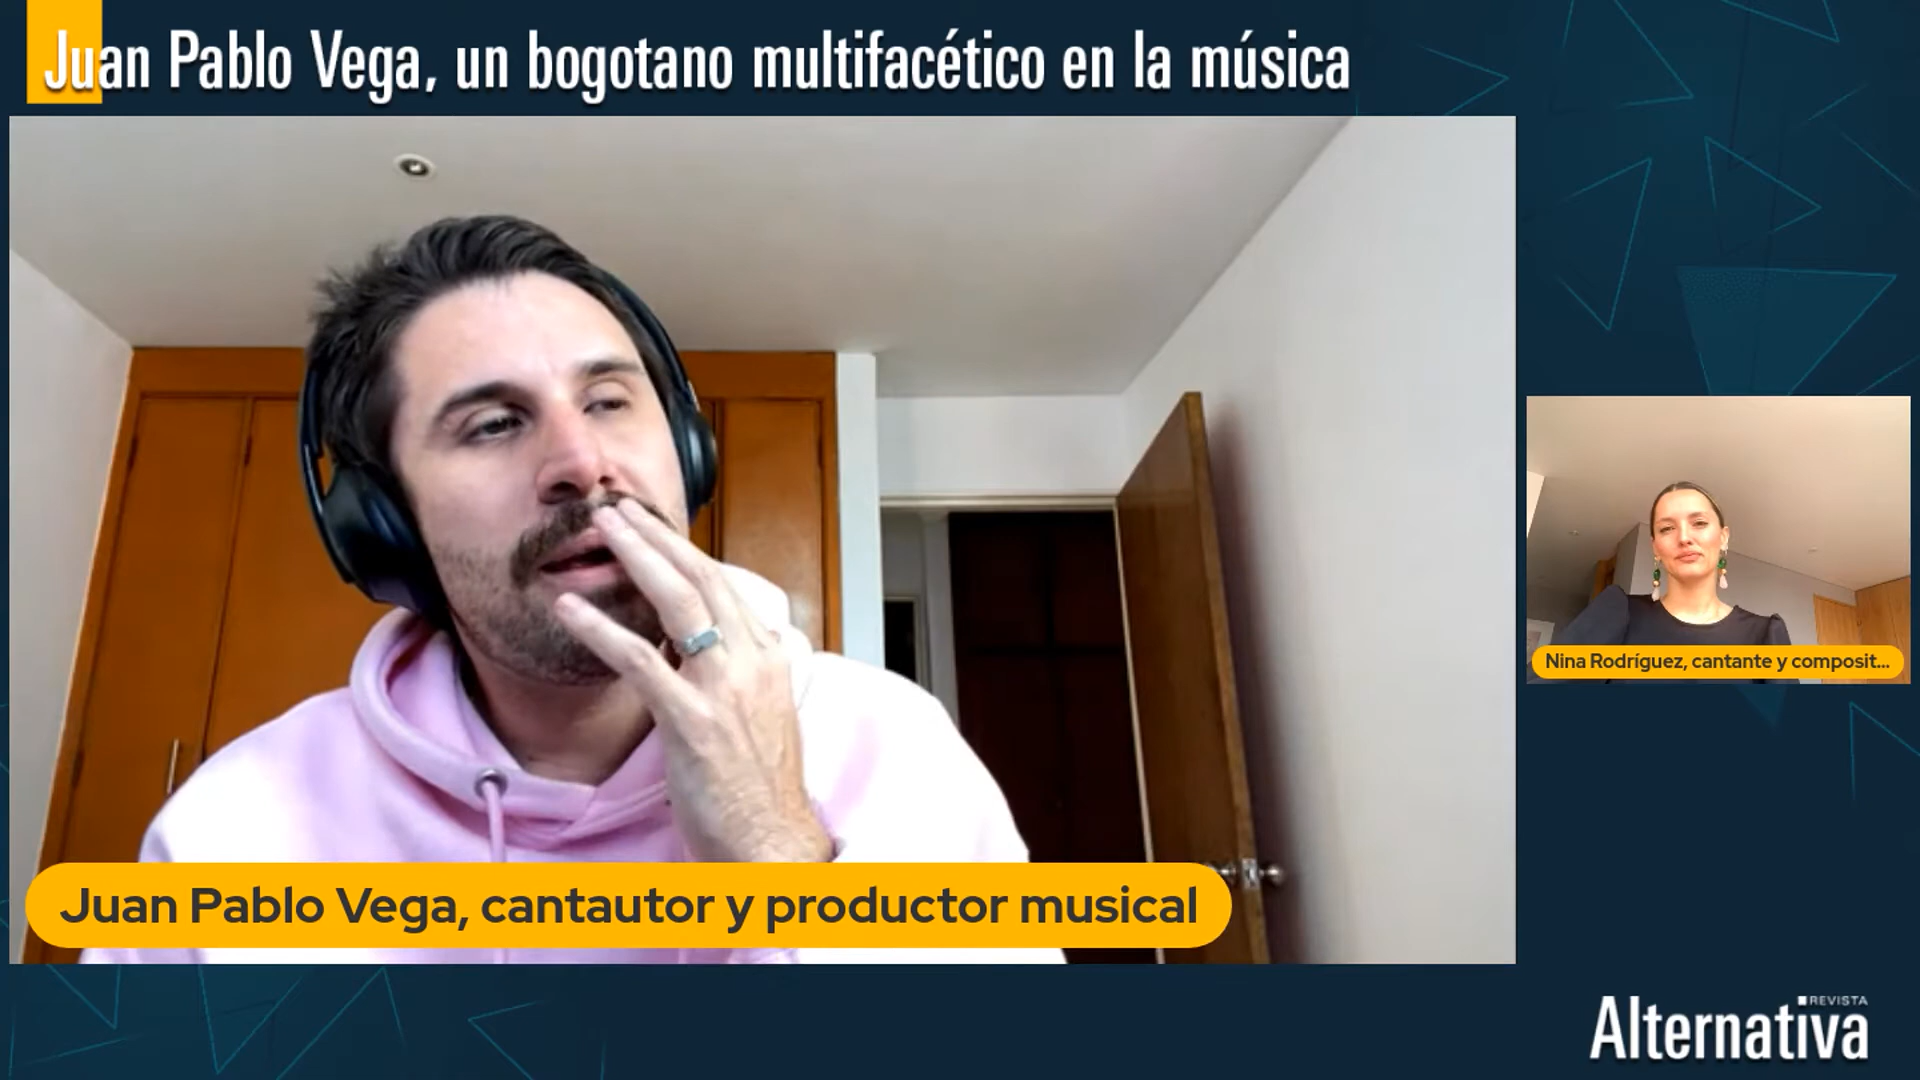 Juan Pablo Vega, un bogotano multifacético en la música
Nina Rodríguez, cantante y composit...
Juan Pablo Vega, cantautor y productor musical
REVISTA
Alternativa